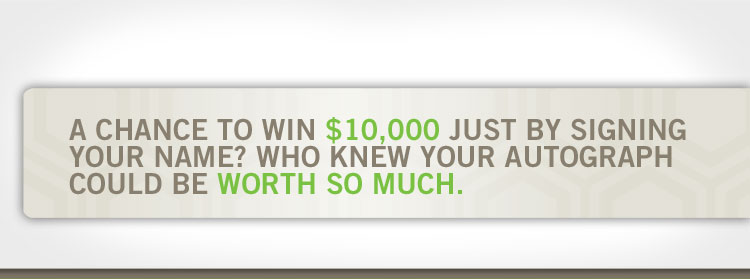 A CHANCE TO WIN $10,000 JUST BY SIGNING
YOUR NAME? WHO KNEW YOUR AUTOGRAPH
COULD BE WORTH SO MUCH.